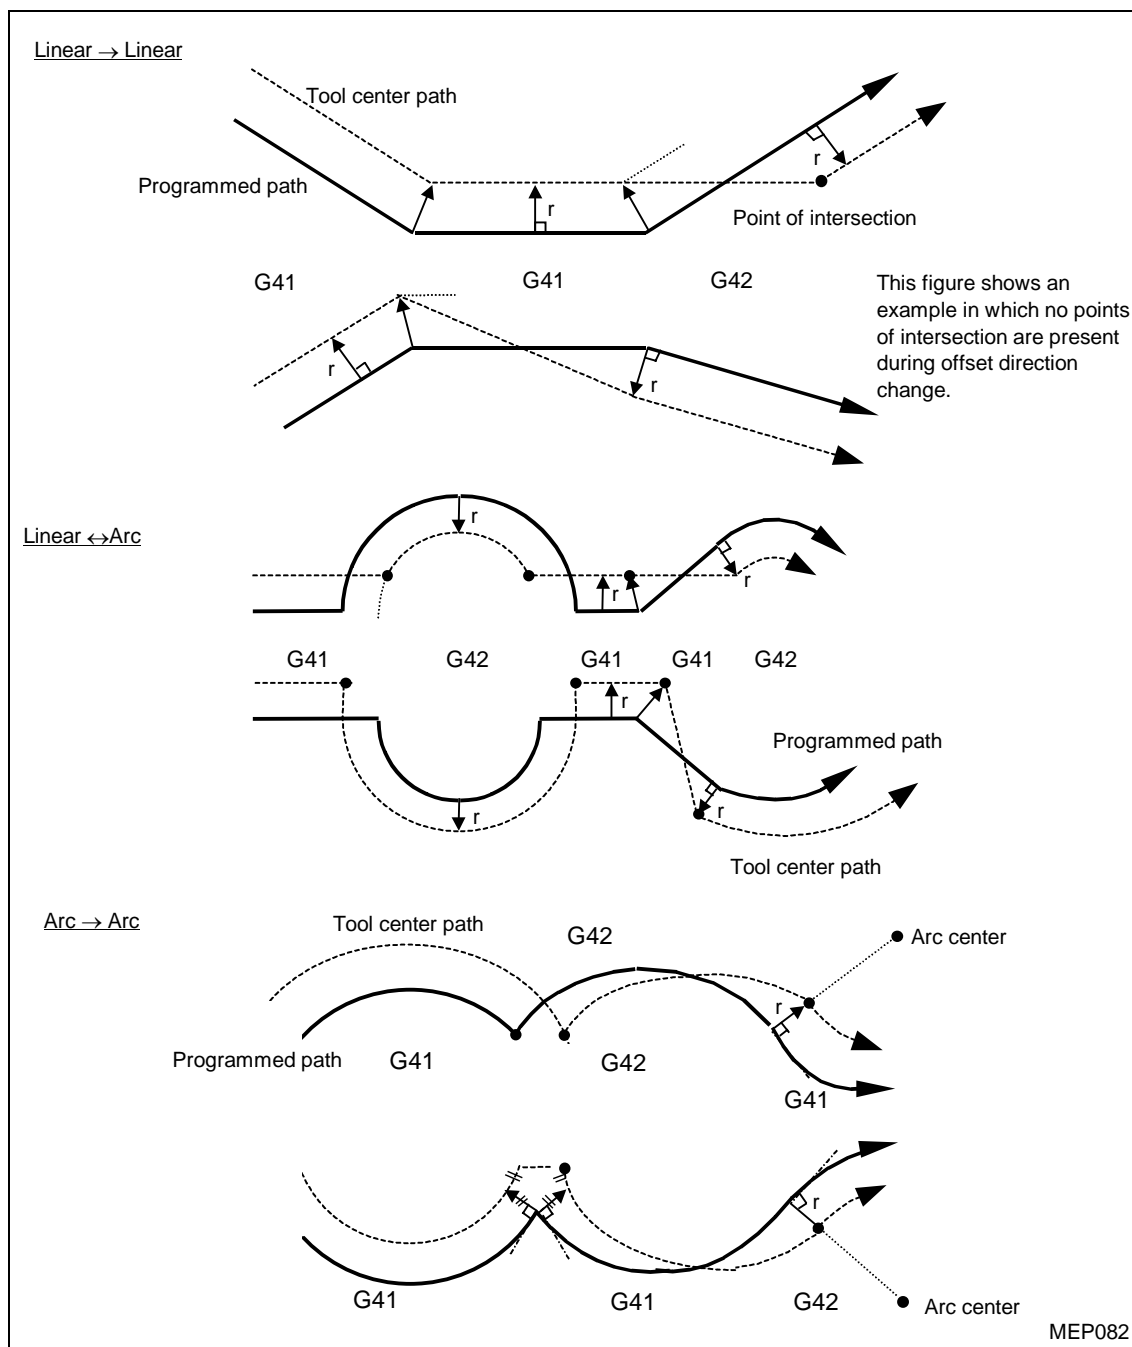 Linear → Linear
Tool center path
Programmed path
r
r
Point of intersection
G41
G41
G42
This figure shows an
example in which no points
of intersection are present
during offset direction
change.
r
r
Linear ↔Arc
r
r
r
G41
G42
G41
G41
G42
r
r
r
Programmed path
Tool center path
Arc → Arc
Tool center path
G42
Arc center
r
Programmed path
G41
G42
G41
r
G41
G41
G42
Arc center
MEP082